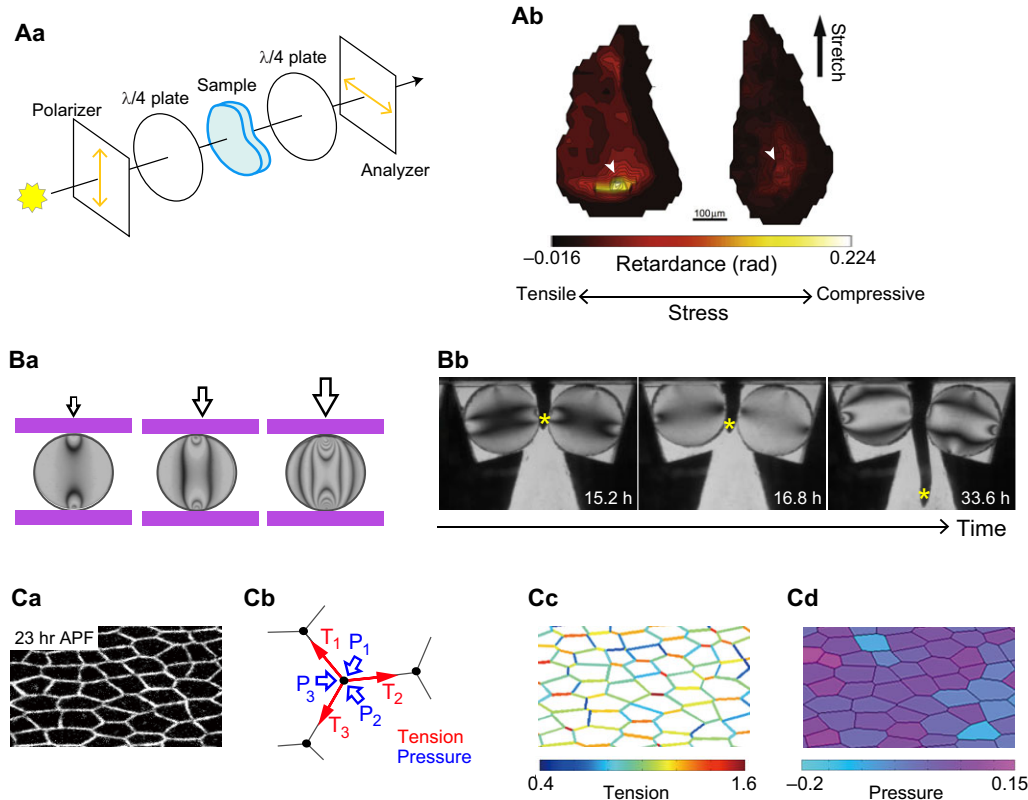 Aa
λ/4 plate
Sample
λ/4 plate
Polarizer
Analyzer
Ab
Stretch
100µm
–0.016
0.224
Retardance (rad)
Tensile
Compressive
Stress
Ba
Bb
*
*
*
15.2 h
16.8 h
33.6 h
Time
Ca
23 hr APF
Cb
T1
P1
P3
T2
P2
T3
Tension
Pressure
Cc
0.4
1.6
Tension
Cd
–0.2
0.15
Pressure